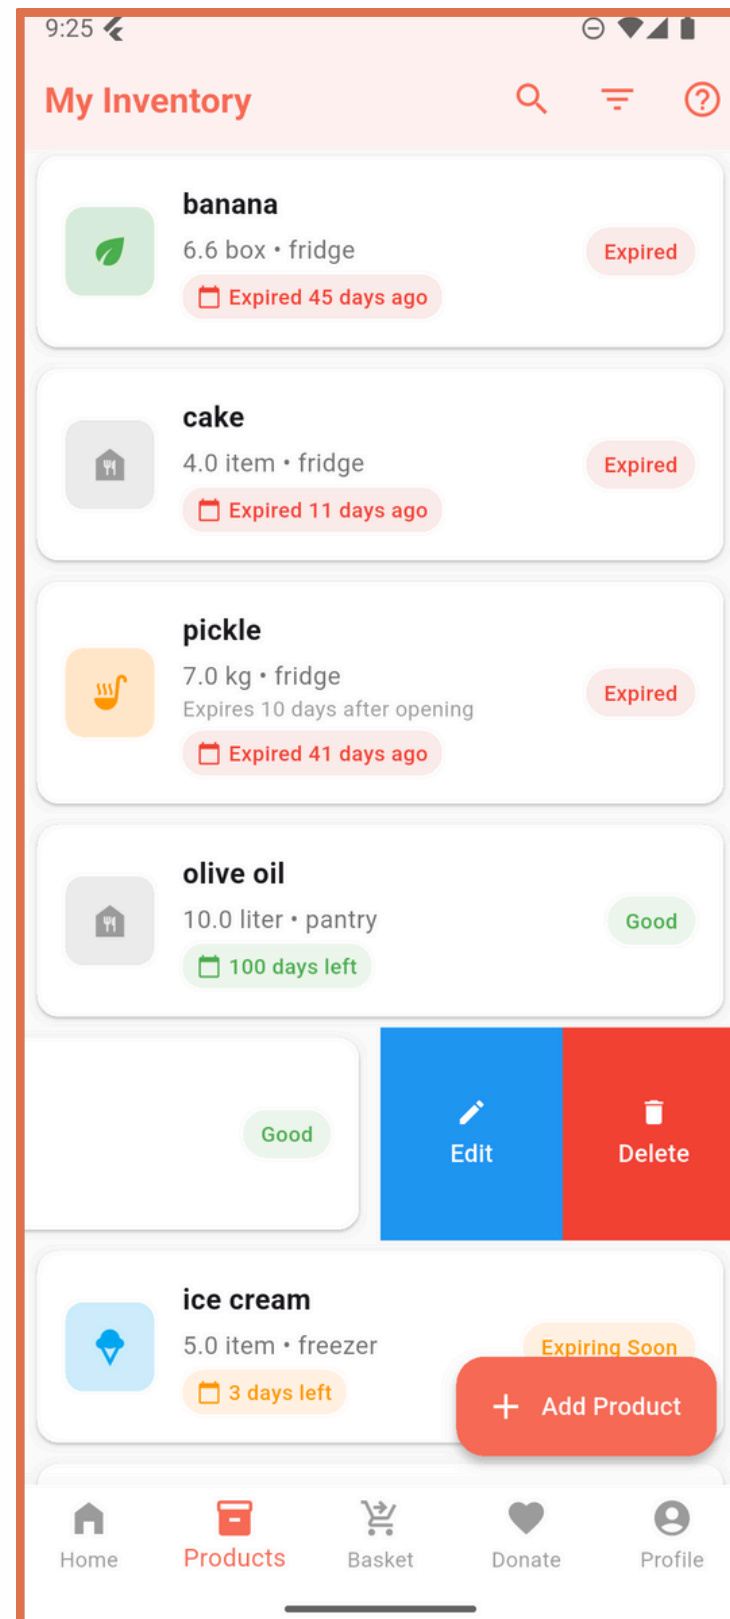 9:25
My Inventory
banana
6.6 box • fridge
Expired
Expired 45 days ago
cake
4.0 item • fridge
Expired
Expired 11 days ago
pickle
7.0 kg • fridge
Expires 10 days after opening
Expired
Expired 41 days ago
olive oil
10.0 liter • pantry
Good
100 days left
Good
Edit
Delete
ice cream
5.0 item • freezer
Expiring Soon
3 days left
+ Add Product
Home
Products
Basket
Donate
Profile